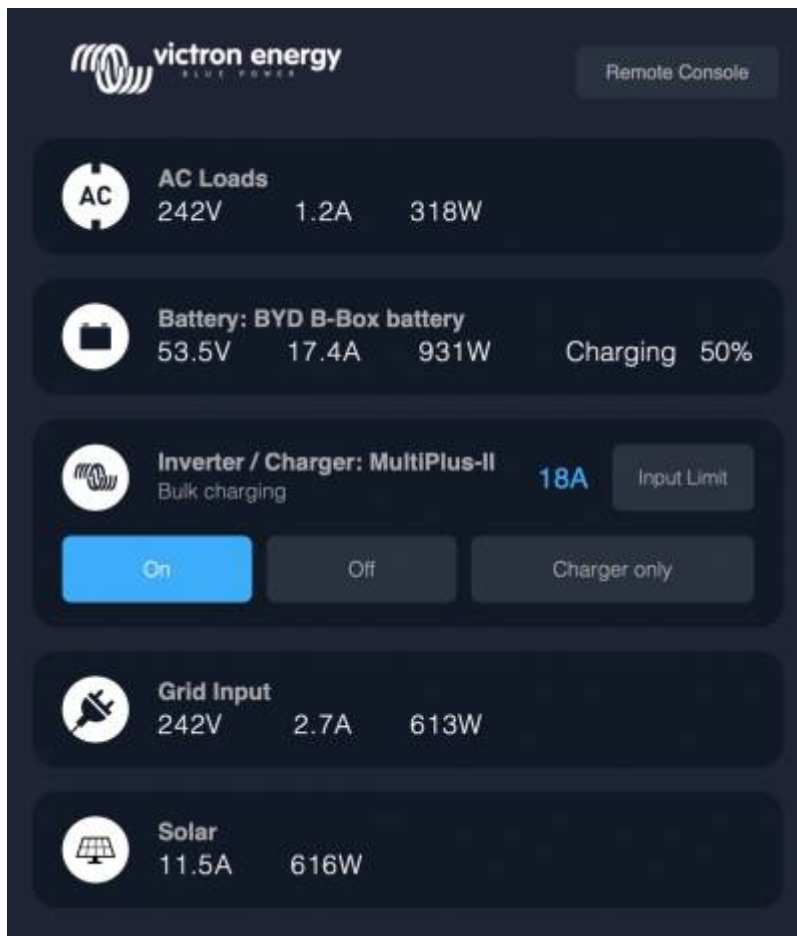 victron energy
BLUE POWER
Remote Console
AC
AC Loads
242V 1.2A 318W
Battery: BYD B-Box battery
53.5V 17.4A 931W Charging 50%
Inverter / Charger: MultiPlus-II
Bulk charging
18A Input Limit
On Off Charger only
Grid Input
242V 2.7A 613W
Solar
11.5A 616W